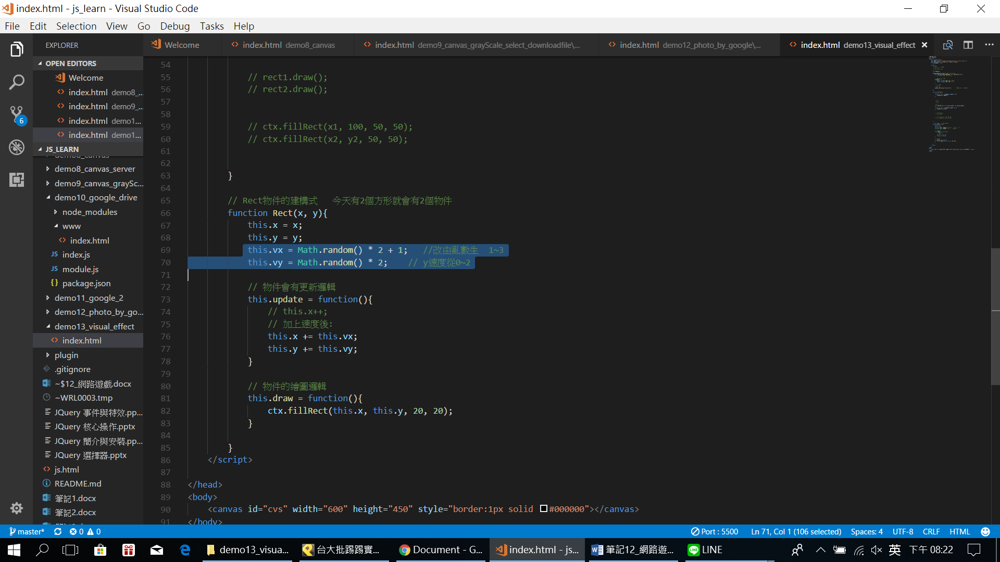 index.html - js_learn - Visual Studio Code
File Edit Selection View Go Debug Tasks Help
EXPLORER
OPEN EDITORS
Welcome
index.html demo8_...
index.html demo9_...
index.html demo1...
index.html demo1...
JS_LEARN
demo8_canvas_server
demo9_canvas_graySc...
demo10_google_drive
node_modules
www
index.html
index.js
module.js
package.json
demo11_google_2
demo12_photo_by_go...
demo13_visual_effect
index.html
plugin
.gitignore
~$12_網路遊戲.docx
~WRL0003.tmp
JQuery 事件與特效.pp...
JQuery 核心操作.pptx
JQuery 簡介與安裝.pp...
JQuery 選擇器.pptx
js.html
README.md
筆記1.docx
筆記2.docx
Welcome index.html demo8_canvas index.html demo9_canvas_grayScale_select_downloadfile\... index.html demo12_photo_by_google\... index.html demo13_visual_effect
54
55 // rect1.draw();
56 // rect2.draw();
57
58
59 // ctx.fillRect(x1, 100, 50, 50);
60 // ctx.fillRect(x2, y2, 50, 50);
61
62
63 }
64
65 // Rect物件的建構式 今天有2個方形就會有2個物件
66 function Rect(x, y){
67 this.x = x;
68 this.y = y;
69 this.vx = Math.random() * 2 + 1; //改由亂數生 1~3
70 this.vy = Math.random() * 2; // y速度從0~2
71
72 // 物件會有更新邏輯
73 this.update = function(){
74 // this.x++;
75 // 加上速度後:
76 this.x += this.vx;
77 this.y += this.vy;
78 }
79
80 // 物件的繪圖邏輯
81 this.draw = function(){
82 ctx.fillRect(this.x, this.y, 20, 20);
83 }
84
85 }
86 </script>
87
88 </head>
89 <body>
90 <canvas id="cvs" width="600" height="450" style="border:1px solid #000000"></canvas>
91 </body>
6
master* 0 0 Port : 5500 Ln 71, Col 1 (106 selected) Spaces: 4 UTF-8 CRLF HTML
demo13_visua... 台大批踢踢實... Document - G... index.html - js... 筆記12_網路遊... LINE 英 下午 08:22